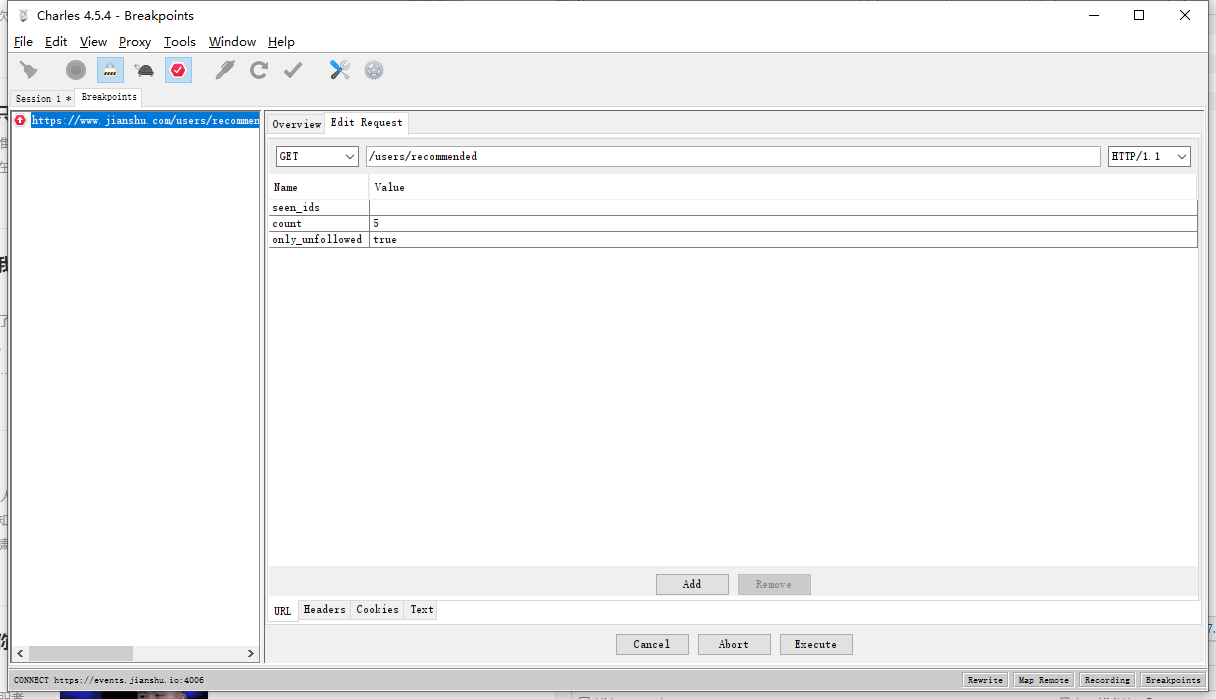 Charles 4.5.4 - Breakpoints
File Edit View Proxy Tools Window Help
Session 1 * Breakpoints
https://www.jianshu.com/users/recommen
Overview Edit Request
GET /users/recommended HTTP/1.1
Name Value
seen_ids
count 5
only_unfollowed true
Add Remove
URL Headers Cookies Text
Cancel Abort Execute
CONNECT https://events.jianshu.io:4006 Rewrite Map Remote Recording Breakpoints